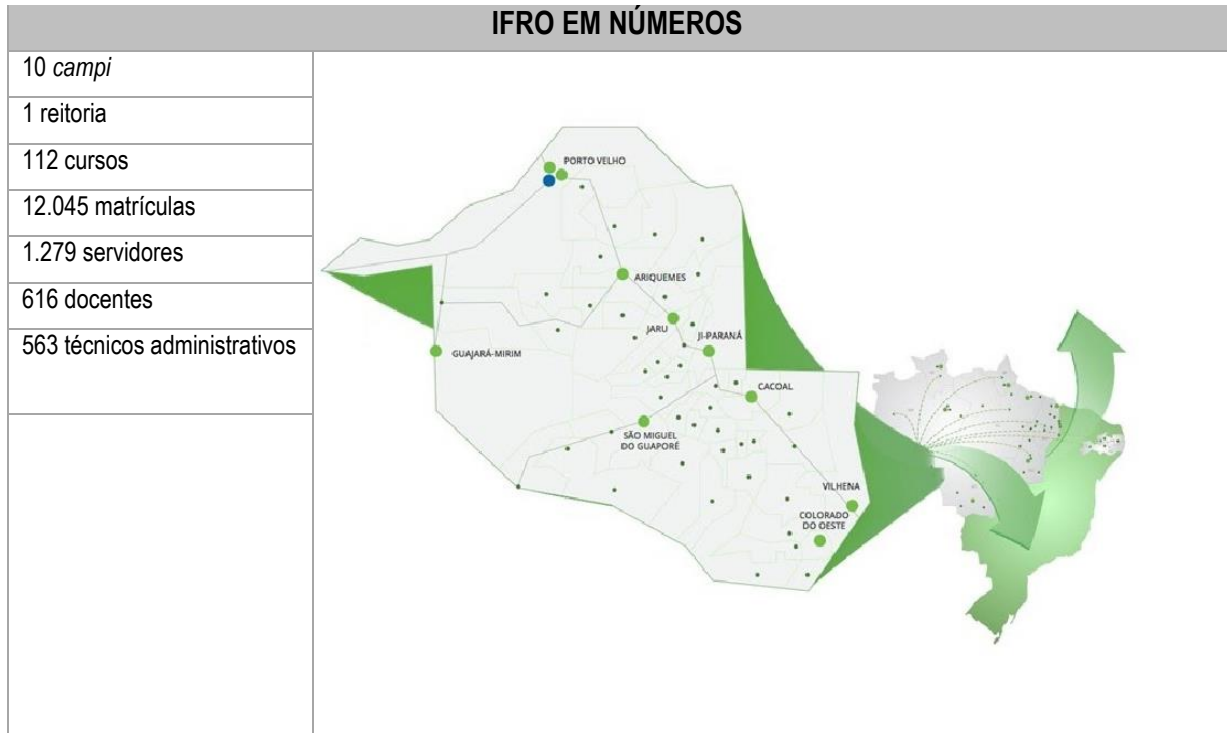 IFRO EM NÚMEROS
10 campi
1 reitoria
112 cursos
12.045 matrículas
1.279 servidores
616 docentes
563 técnicos administrativos
PORTO VELHO
ARIQUEMES
JARU
JI-PARANÁ
GUAJARÁ-MIRIM
CACOAL
SÃO MIGUEL
DO GUAPORÉ
VILHENA
COLORADO
DO OESTE